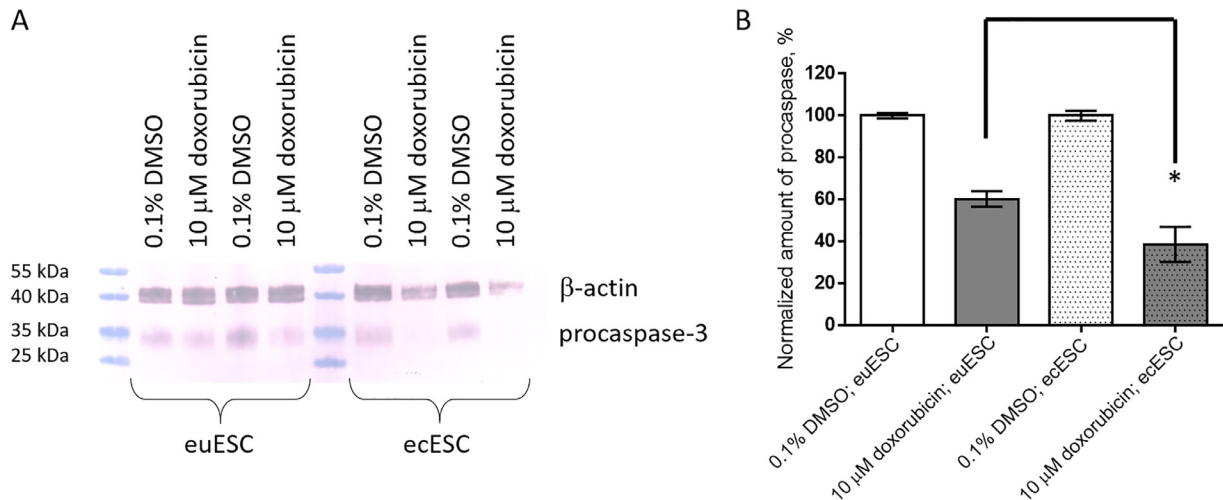 A
0.1% DMSO
10 μM doxorubicin
0.1% DMSO
10 μM doxorubicin
0.1% DMSO
10 μM doxorubicin
0.1% DMSO
10 μM doxorubicin
55 kDa
40 kDa
35 kDa
25 kDa
β-actin
procaspase-3
euESC
ecESC
B
Normalized amount of procaspase, %
120
100
80
60
40
20
0
*
0.1% DMSO; euESC
10 μM doxorubicin; euESC
0.1% DMSO; ecESC
10 μM doxorubicin; ecESC